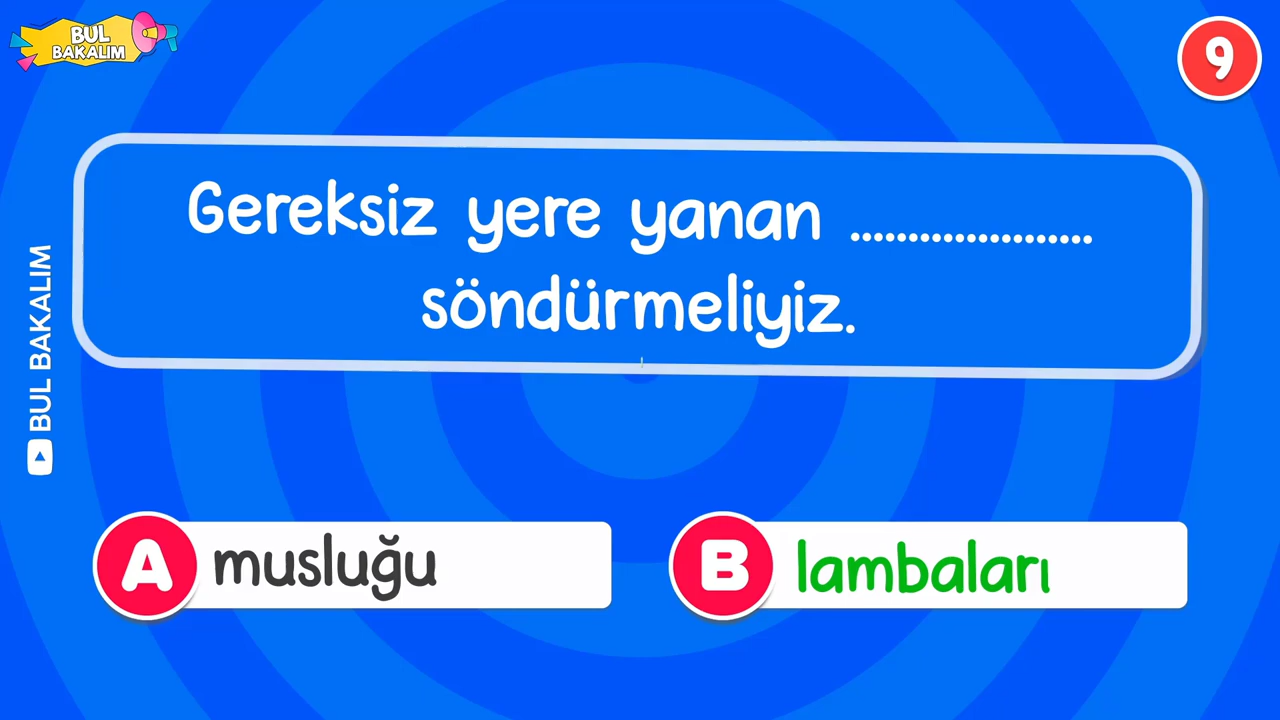 BUL
BAKALIM
9
Gereksiz yere yanan .....................
söndürmeliyiz.
BUL BAKALIM
A musluğu
B lambaları